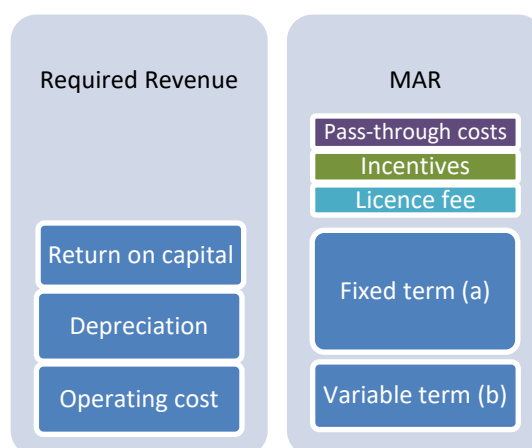 Required Revenue
Return on capital
Depreciation
Operating cost
MAR
Pass-through costs
Incentives
Licence fee
Fixed term (a)
Variable term (b)